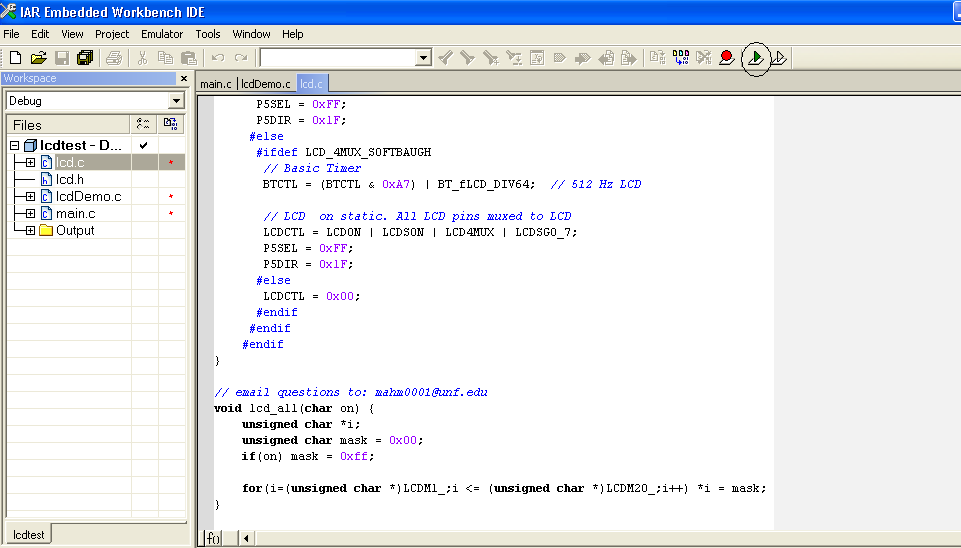 IAR Embedded Workbench IDE
File Edit View Project Emulator Tools Window Help
Workspace
Debug
Files
lcdtest - D...
lcd.c
lcd.h
lcdDemo.c
main.c
Output
lcdtest
main.c lcdDemo.c lcd.c
P5SEL = 0xFF;
P5DIR = 0x1F;
#else
#ifdef LCD_4MUX_SOFTBAUGH
// Basic Timer
BTCTL = (BTCTL & 0xA7) | BT_fLCD_DIV64; // 512 Hz LCD
// LCD on static. All LCD pins muxed to LCD
LCDCTL = LCDON | LCDSON | LCD4MUX | LCDSG0_7;
P5SEL = 0xFF;
P5DIR = 0x1F;
#else
LCDCTL = 0x00;
#endif
#endif
#endif
}
// email questions to: mahm0001@unf.edu
void lcd_all(char on) {
unsigned char *i;
unsigned char mask = 0x00;
if(on) mask = 0xff;
for(i=(unsigned char *)LCDM1_;i <= (unsigned char *)LCDM20_;i++) *i = mask;
}
f()